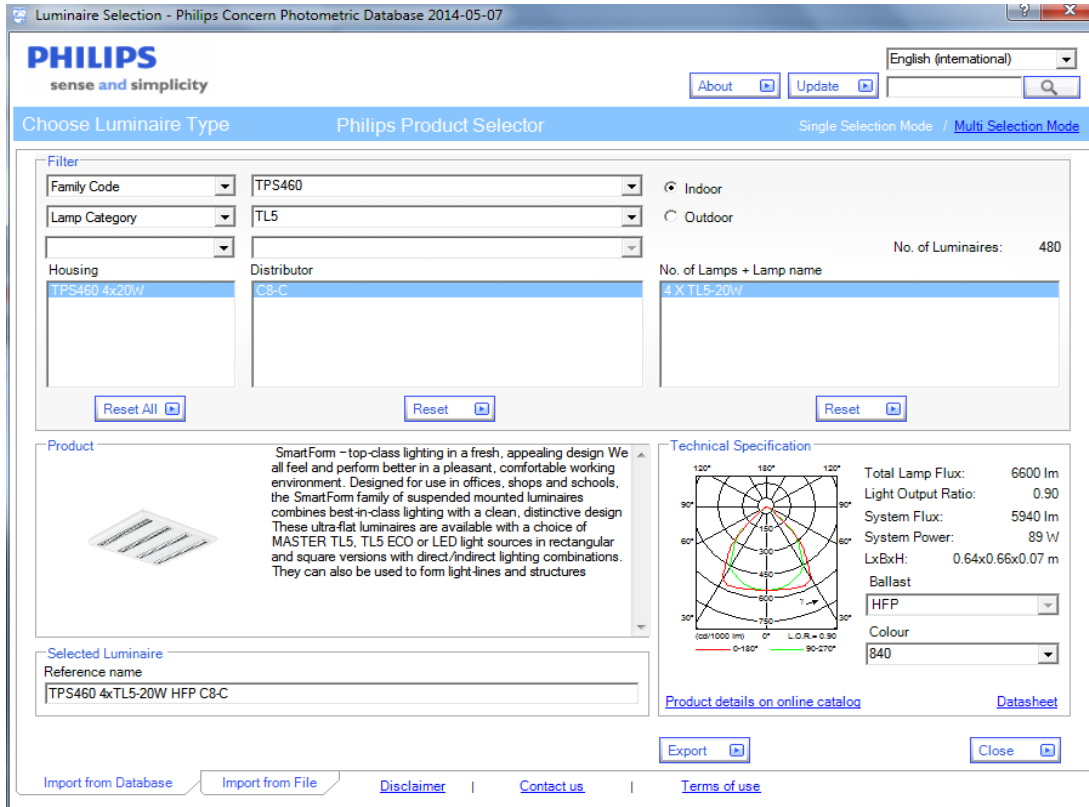 Luminaire Selection - Philips Concern Photometric Database 2014-05-07
?
X
PHILIPS
sense and simplicity
English (international)
About
Update
Choose Luminaire Type
Philips Product Selector
Single Selection Mode / Multi Selection Mode
Filter
Family Code
TPS460
Indoor
Lamp Category
TL5
Outdoor
No. of Luminaires: 480
Housing
Distributor
No. of Lamps + Lamp name
TPS460 4x20W
C8-C
4 X TL5-20W
Reset All
Reset
Reset
Product
SmartForm – top-class lighting in a fresh, appealing design We
all feel and perform better in a pleasant, comfortable working
environment. Designed for use in offices, shops and schools,
the SmartForm family of suspended mounted luminaires
combines best-in-class lighting with a clean, distinctive design
These ultra-flat luminaires are available with a choice of
MASTER TL5, TL5 ECO or LED light sources in rectangular
and square versions with direct/indirect lighting combinations.
They can also be used to form light-lines and structures
Technical Specification
120° 180° 120°
90° 90°
150
60° 60°
300
450
600
γ
30° 750 30°
(cd/1000 lm) 0° L.O.R.= 0.90
0-180° 90-270°
Total Lamp Flux: 6600 lm
Light Output Ratio: 0.90
System Flux: 5940 lm
System Power: 89 W
LxBxH: 0.64x0.66x0.07 m
Ballast
HFP
Colour
840
Selected Luminaire
Reference name
TPS460 4xTL5-20W HFP C8-C
Product details on online catalog
Datasheet
Export
Close
Import from Database
Import from File
Disclaimer | Contact us | Terms of use